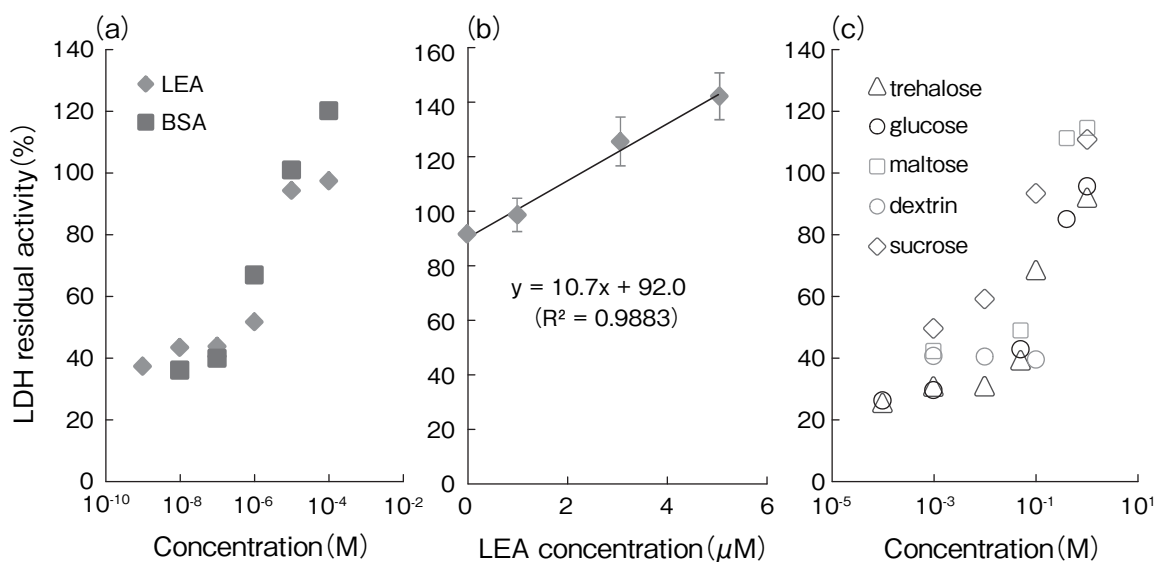 (a)
140
120
100
80
60
40
20
0
LEA
BSA
10⁻¹⁰
10⁻⁸
10⁻⁶
10⁻⁴
10⁻²
Concentration(M)
LDH residual activity(%)
(b)
160
140
120
100
80
60
40
20
0
y = 10.7x + 92.0
(R² = 0.9883)
0
2
4
6
LEA concentration(μM)
(c)
140
120
100
80
60
40
20
0
trehalose
glucose
maltose
dextrin
sucrose
10⁻⁵
10⁻³
10⁻¹
10¹
Concentration(M)